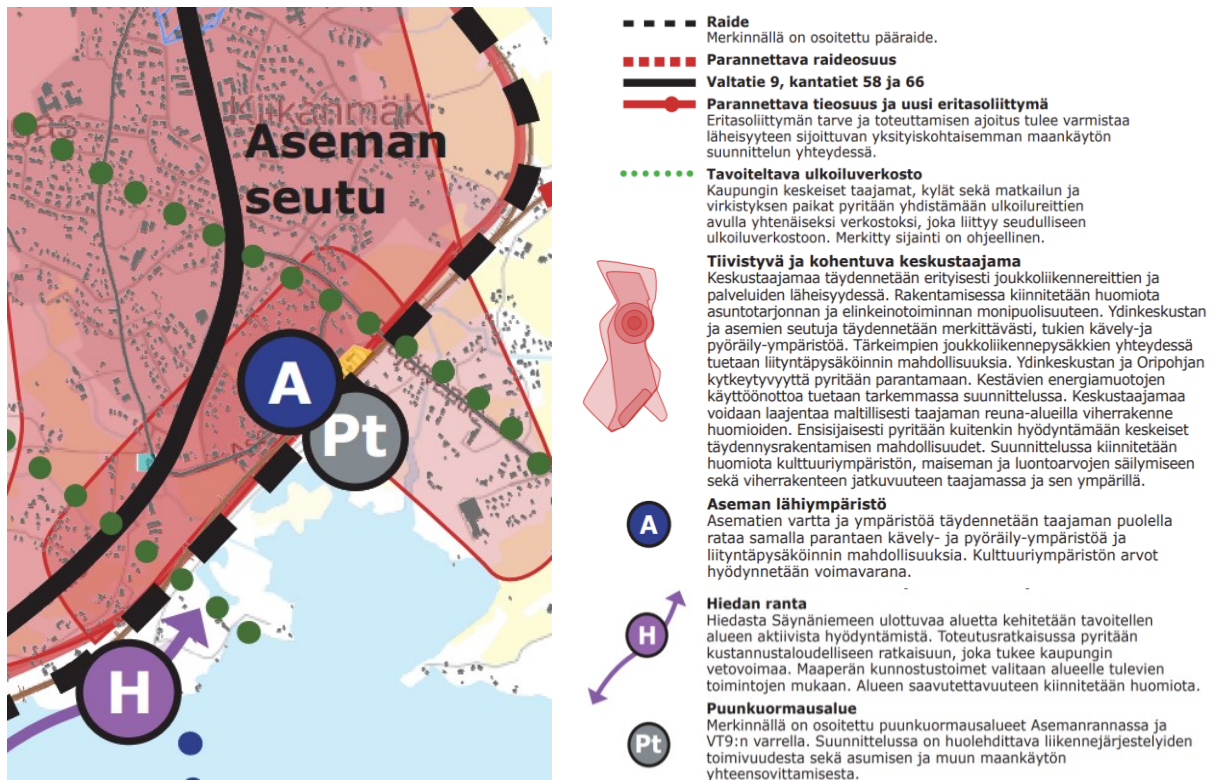 Kiikanmäki
Aseman
seutu
A
Pt
H
Raide
Merkinnällä on osoitettu pääraide.
Parannettava raideosuus
Valtatie 9, kantatiet 58 ja 66
Parannettava tieosuus ja uusi eritasoliittymä
Eritasoliittymän tarve ja toteuttamisen ajoitus tulee varmistaa
läheisyyteen sijoittuvan yksityiskohtaisemman maankäytön
suunnittelun yhteydessä.
Tavoiteltava ulkoiluverkosto
Kaupungin keskeiset taajamat, kylät sekä matkailun ja
virkistyksen paikat pyritään yhdistämään ulkoilureittien
avulla yhtenäiseksi verkostoksi, joka liittyy seudulliseen
ulkoiluverkostoon. Merkitty sijainti on ohjeellinen.
Tiivistyvä ja kohentuva keskustaajama
Keskustaajamaa täydennetään erityisesti joukkoliikennereittien ja
palveluiden läheisyydessä. Rakentamisessa kiinnitetään huomiota
asuntotarjonnan ja elinkeinotoiminnan monipuolisuuteen. Ydinkeskustan
ja asemien seutuja täydennetään merkittävästi, tukien kävely-ja
pyöräily-ympäristöä. Tärkeimpien joukkoliikennepysäkkien yhteydessä
tuetaan liityntäpysäköinnin mahdollisuuksia. Ydinkeskustan ja Oripohjan
kytkeytyvyyttä pyritään parantamaan. Kestävien energiamuotojen
käyttöönottoa tuetaan tarkemmassa suunnittelussa. Keskustaajamaa
voidaan laajentaa maltillisesti taajaman reuna-alueilla viherrakenne
huomioiden. Ensisijaisesti pyritään kuitenkin hyödyntämään keskeiset
täydennysrakentamisen mahdollisuudet. Suunnittelussa kiinnitetään
huomiota kulttuuriympäristön, maiseman ja luontoarvojen säilymiseen
sekä viherrakenteen jatkuvuuteen taajamassa ja sen ympärillä.
A
Aseman lähiympäristö
Asematien vartta ja ympäristöä täydennetään taajaman puolella
rataa samalla parantaen kävely- ja pyöräily-ympäristöä ja
liityntäpysäköinnin mahdollisuuksia. Kulttuuriympäristön arvot
hyödynnetään voimavarana.
H
Hiedan ranta
Hiedasta Säynäniemeen ulottuvaa aluetta kehitetään tavoitellen
alueen aktiivista hyödyntämistä. Toteutusratkaisussa pyritään
kustannustaloudelliseen ratkaisuun, joka tukee kaupungin
vetovoimaa. Maaperän kunnostustoimet valitaan alueelle tulevien
toimintojen mukaan. Alueen saavutettavuuteen kiinnitetään huomiota.
Pt
Puunkuormausalue
Merkinnällä on osoitettu puunkuormausalueet Asemanrannassa ja
VT9:n varrella. Suunnittelussa on huolehdittava liikennejärjestelyiden
toimivuudesta sekä asumisen ja muun maankäytön
yhteensovittamisesta.